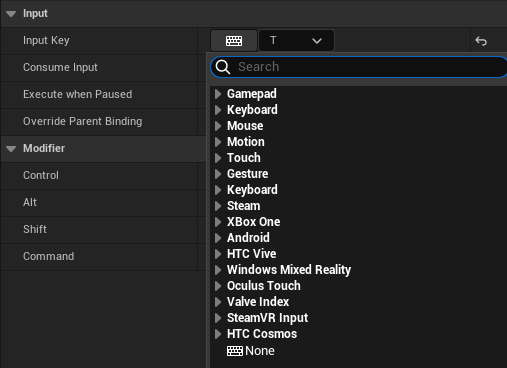 Input
Input Key
T
Consume Input
Search
Execute when Paused
Gamepad
Override Parent Binding
Keyboard
Mouse
Modifier
Motion
Control
Touch
Alt
Gesture
Shift
Keyboard
Command
Steam
XBox One
Android
HTC Vive
Windows Mixed Reality
Oculus Touch
Valve Index
SteamVR Input
HTC Cosmos
None